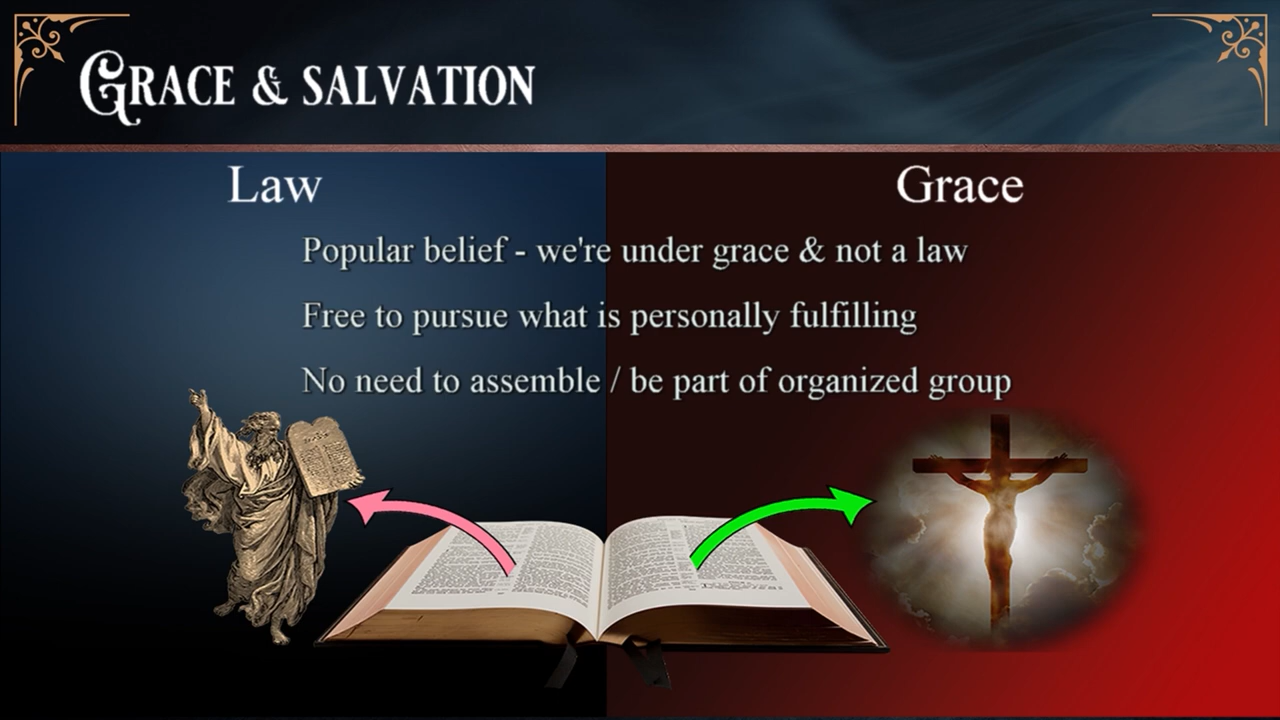 GRACE & SALVATION
Law
Grace
Popular belief - we're under grace & not a law
Free to pursue what is personally fulfilling
No need to assemble / be part of organized group